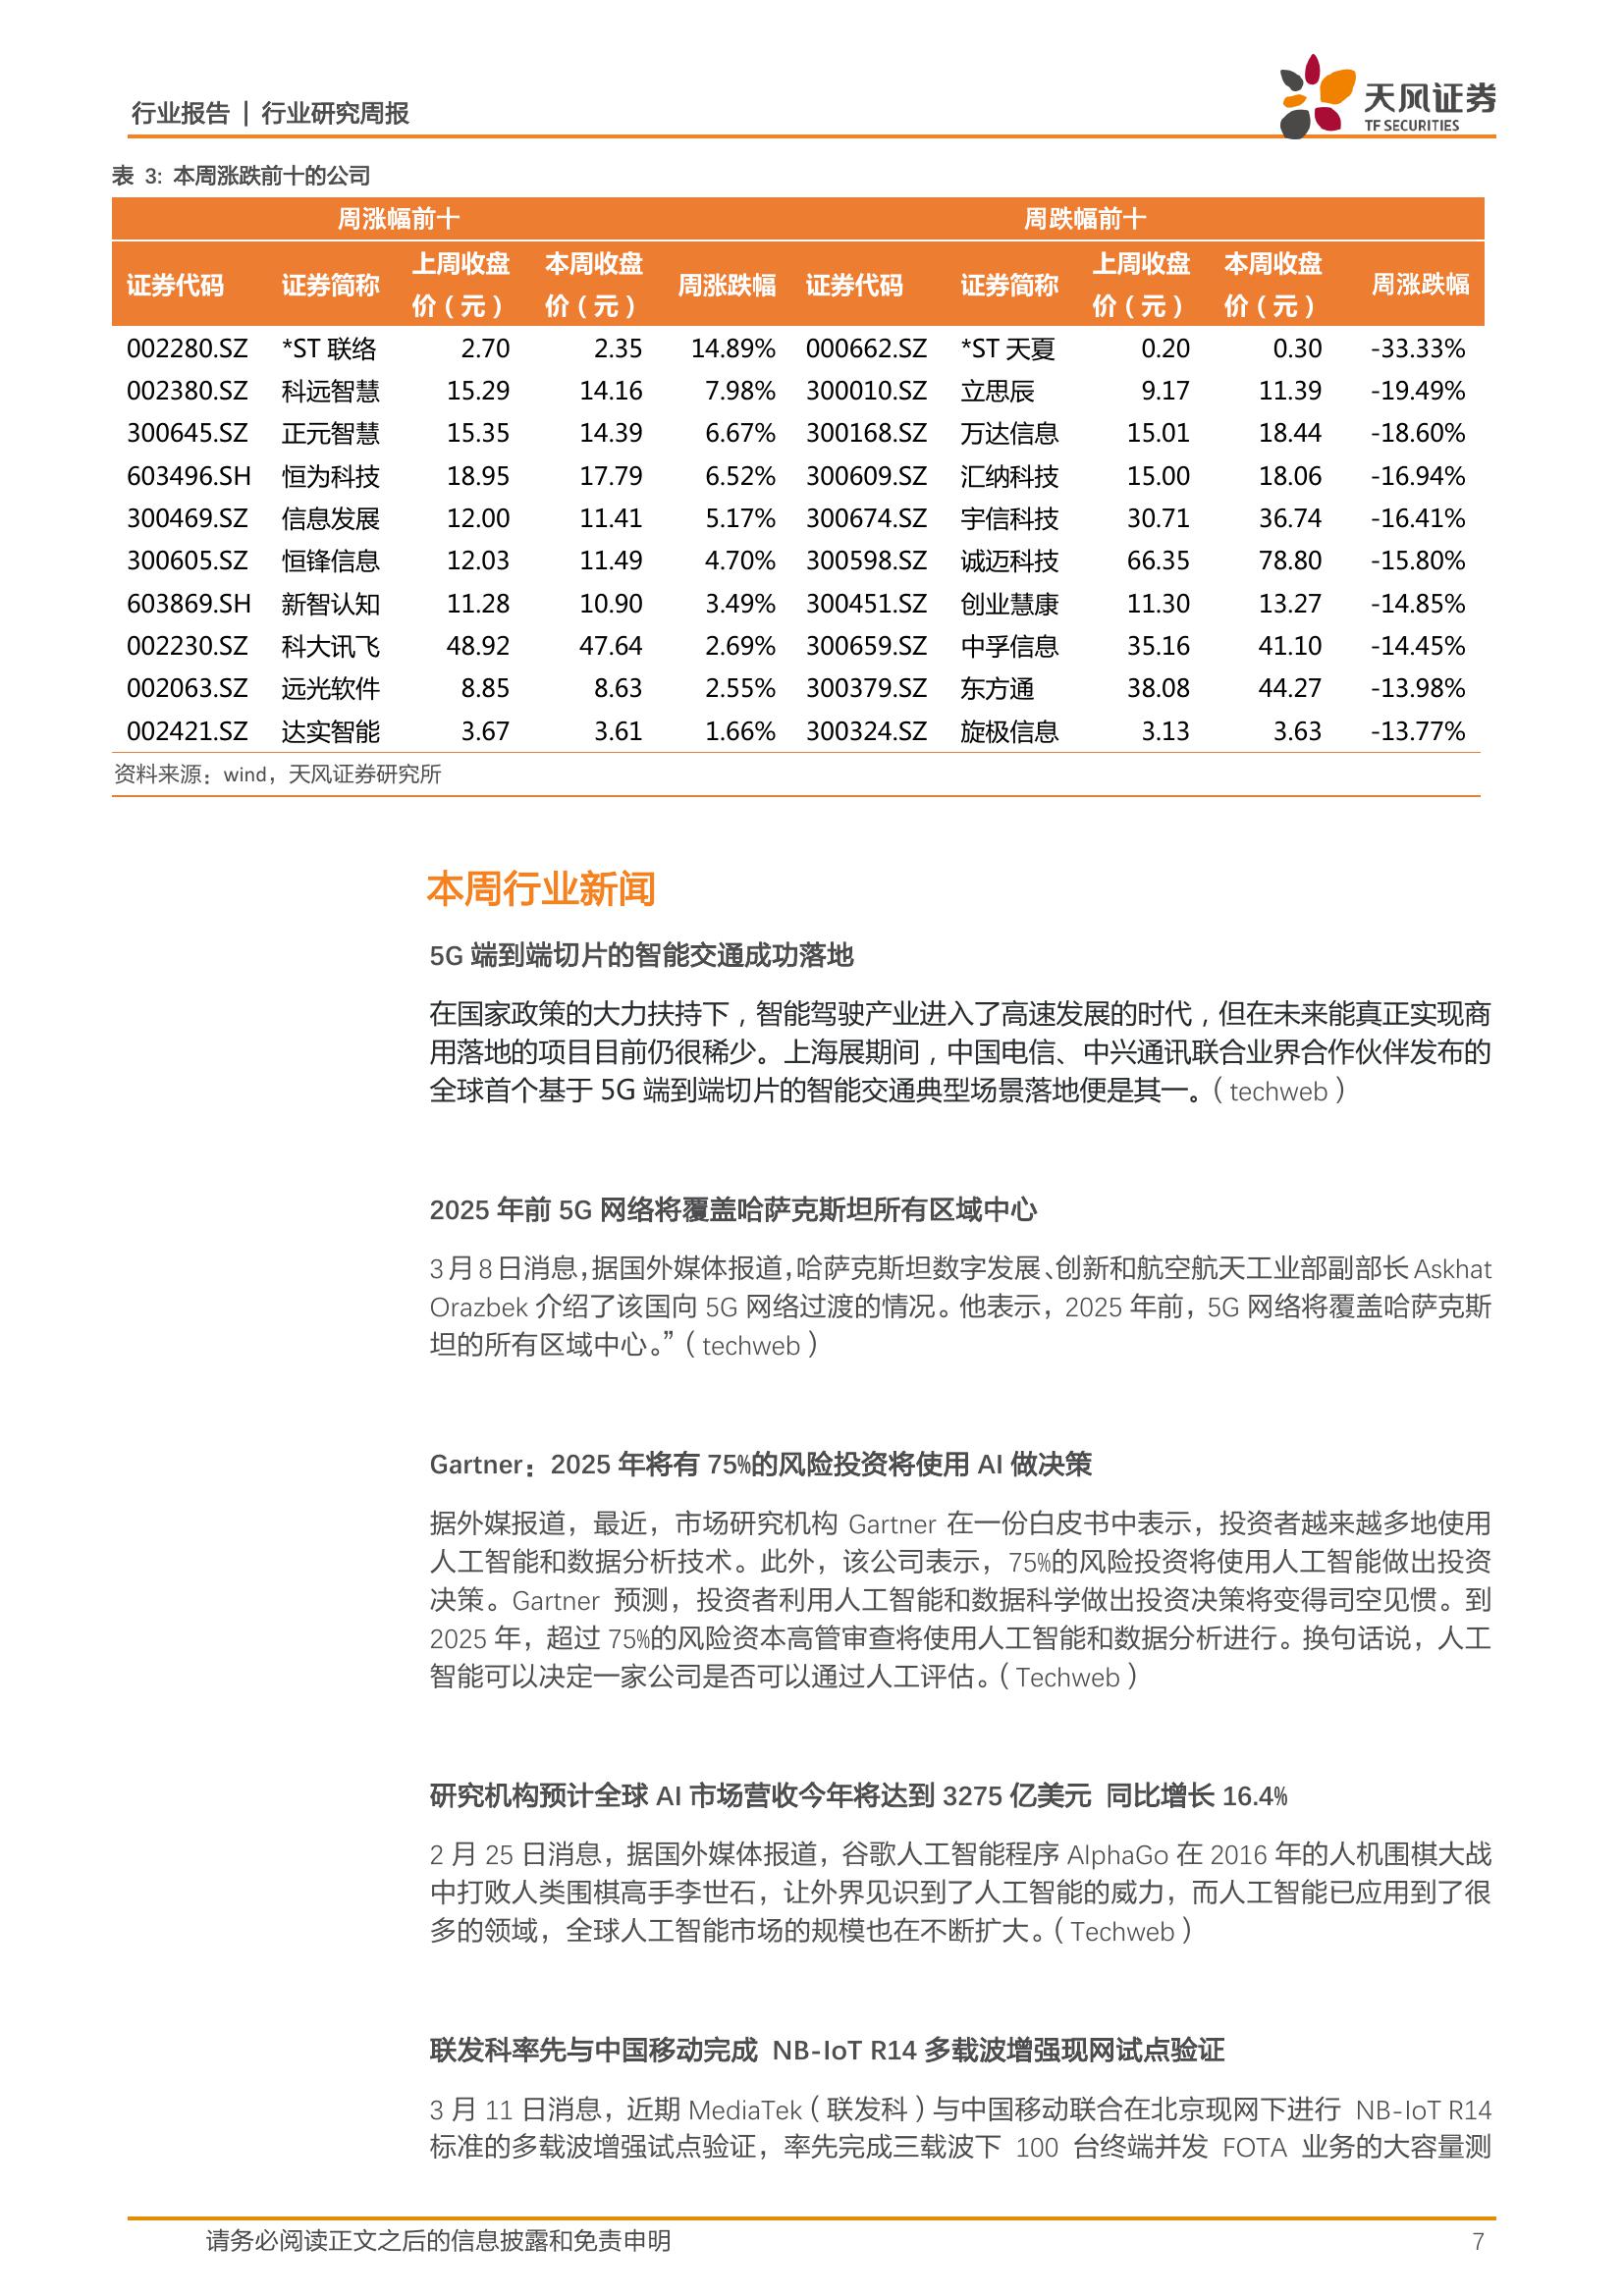 行业报告 | 行业研究周报
天风证券
TF SECURITIES
表 3: 本周涨跌前十的公司
周涨幅前十 周跌幅前十
证券代码 证券简称 上周收盘价（元） 本周收盘价（元） 周涨跌幅 证券代码 证券简称 上周收盘价（元） 本周收盘价（元） 周涨跌幅
002280.SZ *ST 联络 2.70 2.35 14.89% 000662.SZ *ST 天夏 0.20 0.30 -33.33%
002380.SZ 科远智慧 15.29 14.16 7.98% 300010.SZ 立思辰 9.17 11.39 -19.49%
300645.SZ 正元智慧 15.35 14.39 6.67% 300168.SZ 万达信息 15.01 18.44 -18.60%
603496.SH 恒为科技 18.95 17.79 6.52% 300609.SZ 汇纳科技 15.00 18.06 -16.94%
300469.SZ 信息发展 12.00 11.41 5.17% 300674.SZ 宇信科技 30.71 36.74 -16.41%
300605.SZ 恒锋信息 12.03 11.49 4.70% 300598.SZ 诚迈科技 66.35 78.80 -15.80%
603869.SH 新智认知 11.28 10.90 3.49% 300451.SZ 创业慧康 11.30 13.27 -14.85%
002230.SZ 科大讯飞 48.92 47.64 2.69% 300659.SZ 中孚信息 35.16 41.10 -14.45%
002063.SZ 远光软件 8.85 8.63 2.55% 300379.SZ 东方通 38.08 44.27 -13.98%
002421.SZ 达实智能 3.67 3.61 1.66% 300324.SZ 旋极信息 3.13 3.63 -13.77%
资料来源：wind，天风证券研究所
本周行业新闻
5G 端到端切片的智能交通成功落地
在国家政策的大力扶持下，智能驾驶产业进入了高速发展的时代，但在未来能真正实现商
用落地的项目目前仍很稀少。上海展期间，中国电信、中兴通讯联合业界合作伙伴发布的
全球首个基于 5G 端到端切片的智能交通典型场景落地便是其一。（techweb）
2025 年前 5G 网络将覆盖哈萨克斯坦所有区域中心
3 月 8 日消息，据国外媒体报道，哈萨克斯坦数字发展、创新和航空航天工业部副部长 Askhat
Orazbek 介绍了该国向 5G 网络过渡的情况。他表示，2025 年前，5G 网络将覆盖哈萨克斯
坦的所有区域中心。”（techweb）
Gartner：2025 年将有 75%的风险投资将使用 AI 做决策
据外媒报道，最近，市场研究机构 Gartner 在一份白皮书中表示，投资者越来越多地使用
人工智能和数据分析技术。此外，该公司表示，75%的风险投资将使用人工智能做出投资
决策。Gartner 预测，投资者利用人工智能和数据科学做出投资决策将变得司空见惯。到
2025 年，超过 75%的风险资本高管审查将使用人工智能和数据分析进行。换句话说，人工
智能可以决定一家公司是否可以通过人工评估。（Techweb）
研究机构预计全球 AI 市场营收今年将达到 3275 亿美元 同比增长 16.4%
2 月 25 日消息，据国外媒体报道，谷歌人工智能程序 AlphaGo 在 2016 年的人机围棋大战
中打败人类围棋高手李世石，让外界见识到了人工智能的威力，而人工智能已应用到了很
多的领域，全球人工智能市场的规模也在不断扩大。（Techweb）
联发科率先与中国移动完成 NB-IoT R14 多载波增强现网试点验证
3 月 11 日消息，近期 MediaTek（联发科）与中国移动联合在北京现网下进行 NB-IoT R14
标准的多载波增强试点验证，率先完成三载波下 100 台终端并发 FOTA 业务的大容量测
请务必阅读正文之后的信息披露和免责申明 7